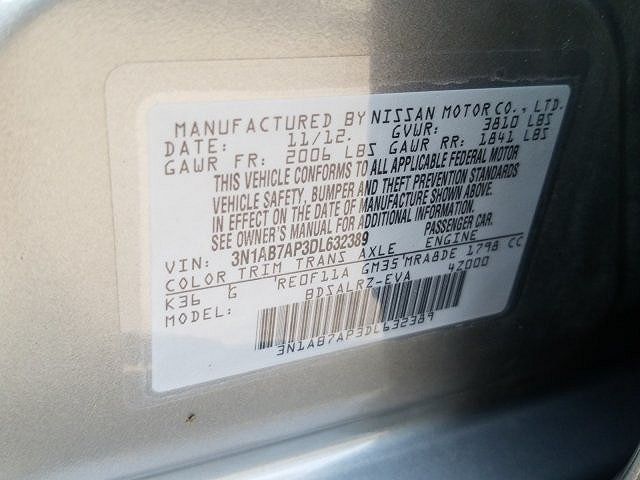 MANUFACTURED BY NISSAN MOTOR CO., LTD.
DATE: 11/12. GVWR: 3810 LBS
GAWR FR: 2006 LBS GAWR RR: 1841 LBS
THIS VEHICLE CONFORMS TO ALL APPLICABLE FEDERAL MOTOR
VEHICLE SAFETY, BUMPER AND THEFT PREVENTION STANDARDS
IN EFFECT ON THE DATE OF MANUFACTURE SHOWN ABOVE.
SEE OWNER'S MANUAL FOR ADDITIONAL INFORMATION.
VIN: 3N1AB7AP3DL632389 PASSENGER CAR.
COLOR TRIM TRANS AXLE ENGINE
K36 G RE0F11A GM35 MRA8DE 1798 CC
MODEL: BDSALRZ-EVA 4Z000
3N1AB7AP3DL632389